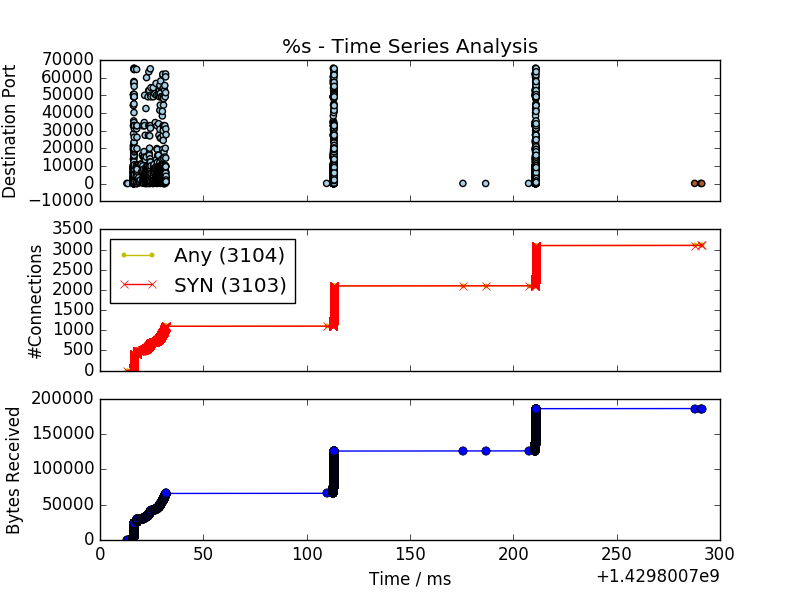 %s - Time Series Analysis
70000
60000
50000
40000
30000
20000
10000
0
−10000
Destination Port
3500
3000
2500
2000
1500
1000
500
0
#Connections
Any (3104)
SYN (3103)
200000
150000
100000
50000
0
Bytes Received
0 50 100 150 200 250 300
Time / ms
+1.4298007e9